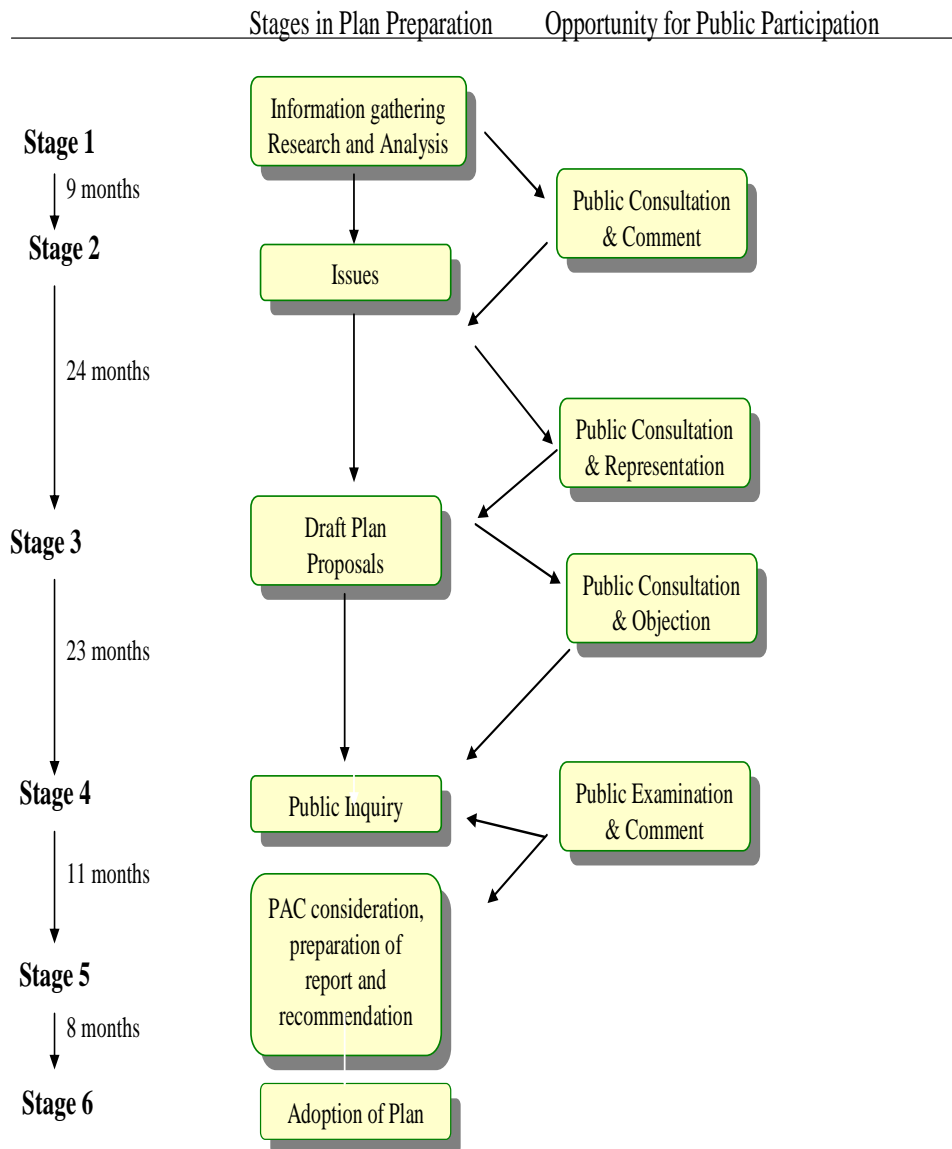 Stages in Plan Preparation
Opportunity for Public Participation
Stage 1
Information gathering
Research and Analysis
9 months
Public Consultation
& Comment
Stage 2
Issues
24 months
Public Consultation
& Representation
Stage 3
Draft Plan
Proposals
Public Consultation
& Objection
23 months
Stage 4
Public Inquiry
Public Examination
& Comment
11 months
PAC consideration,
preparation of
report and
recommendation
Stage 5
8 months
Stage 6
Adoption of Plan